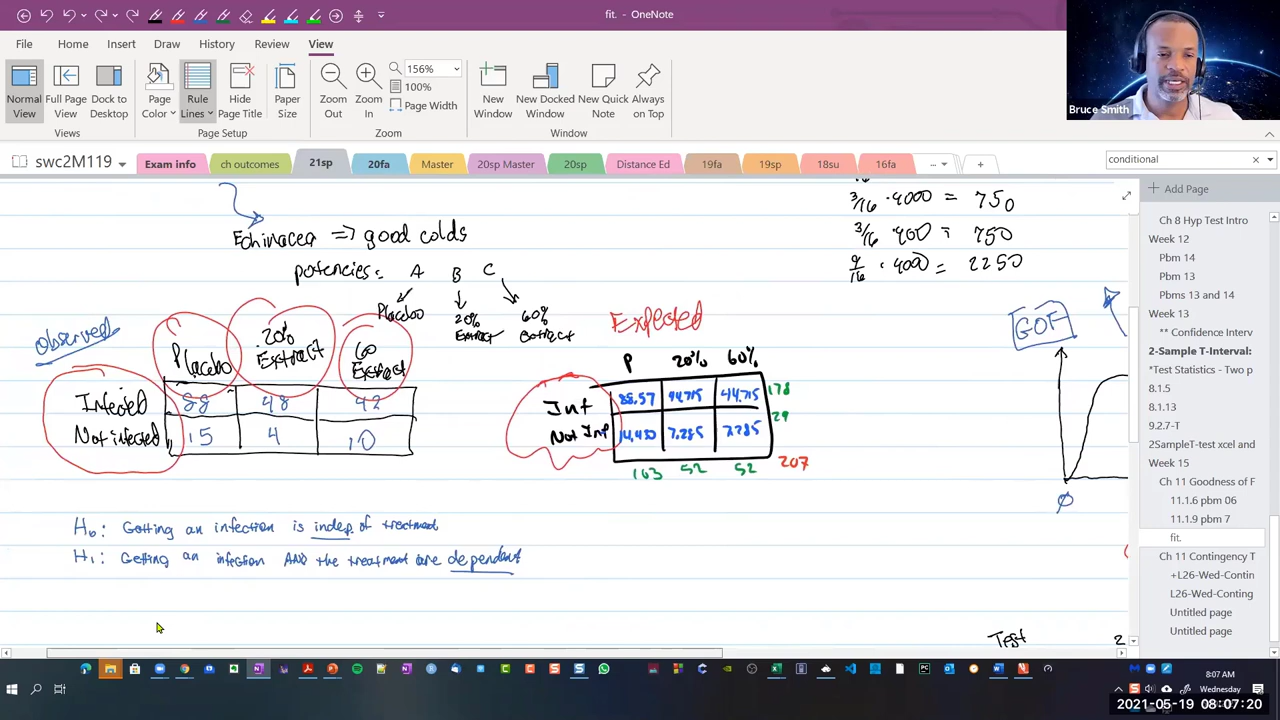 fit. - OneNote
File Home Insert Draw History Review View
Normal View
Full Page View
Dock to Desktop
Page Color
Rule Lines
Hide Page Title
Paper Size
Zoom Out
Zoom In
156%
100%
Page Width
New Window
New Docked Window
New Quick Note
Always on Top
Views
Page Setup
Zoom
Window
Bruce Smith
swc2M119
Exam info
ch outcomes
21sp
20fa
Master
20sp Master
20sp
Distance Ed
19fa
19sp
18su
16fa
conditional
Add Page
Ch 8 Hyp Test Intro
Week 12
Pbm 14
Pbm 13
Pbms 13 and 14
Week 13
** Confidence Interv
2-Sample T-Interval:
*Test Statistics - Two p
8.1.5
8.1.13
9.2.7-T
2SampleT-test xcel and
Week 15
Ch 11 Goodness of F
11.1.6 pbm 06
11.1.9 pbm 7
fit.
Ch 11 Contingency T
+L26-Wed-Contin
L26-Wed-Conting
Untitled page
Untitled page
16
3/16 · 4000 = 750
3/16 · 400 = 750
9/16 · 4000 = 2250
Echinacea => good colds
potencies = A B C
Placebo
20% Extract
60% Extract
Observed
Placebo
20% Extract
60 Extract
Infected 88 48 42
Not infected 15 4 10
Expected
P 20% 60%
Inf 88.57 44.715 44.715 178
Not Inf 14.430 7.285 7.285 29
103 52 52 207
GOF
Ø
H₀: Getting an infection is indep. of treatment
H₁: Getting an infection AND the treatment are dependent
Test 2
8:07 AM
Wednesday
2021-05-19 08:07:20